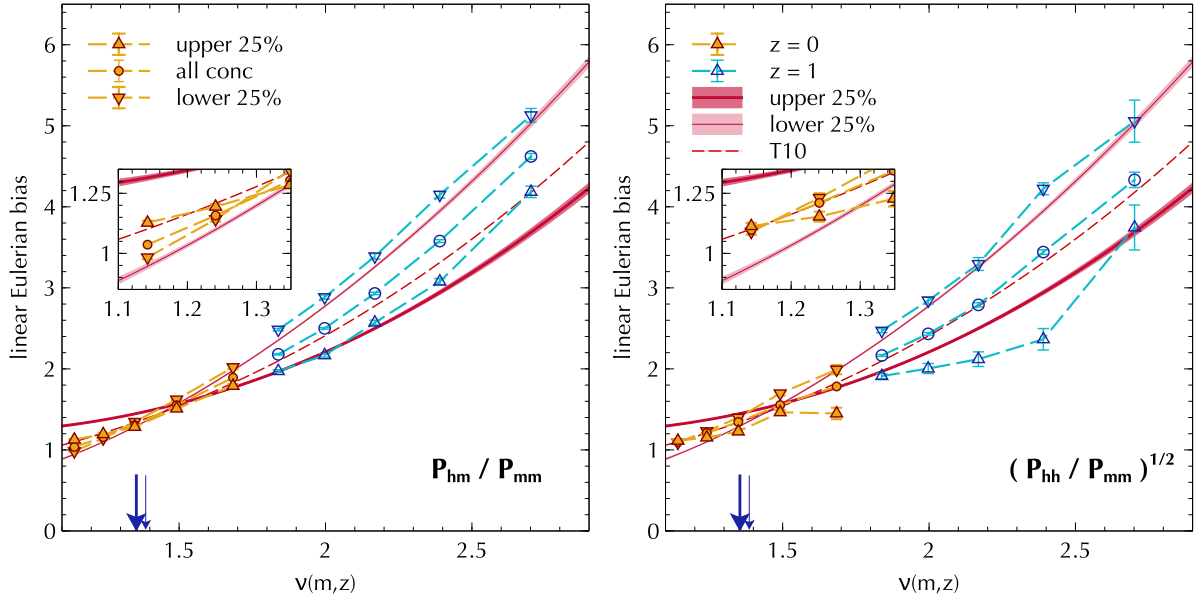 linear Eulerian bias
6
5
4
3
2
1
0
upper 25%
all conc
lower 25%
1.25
1
1.1
1.2
1.3
P_hm / P_mm
1.5
2
2.5
ν(m,z)
linear Eulerian bias
6
5
4
3
2
1
0
z = 0
z = 1
upper 25%
lower 25%
T10
1.25
1
1.1
1.2
1.3
( P_hh / P_mm )^1/2
1.5
2
2.5
ν(m,z)